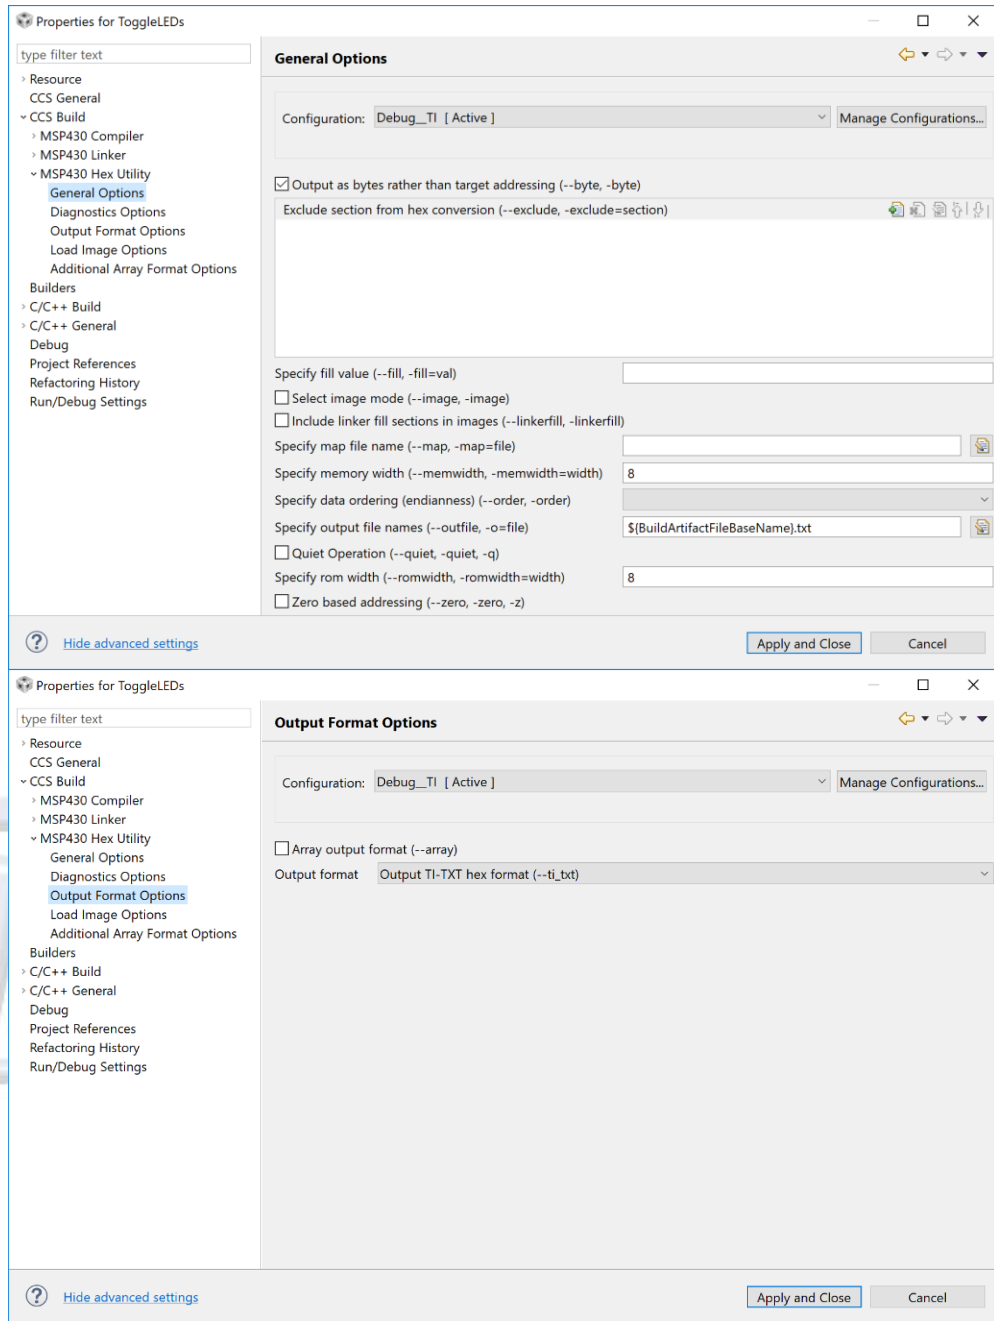 Properties for ToggleLEDs
type filter text
General Options
Resource
CCS General
CCS Build
MSP430 Compiler
MSP430 Linker
MSP430 Hex Utility
General Options
Diagnostics Options
Output Format Options
Load Image Options
Additional Array Format Options
Builders
C/C++ Build
C/C++ General
Debug
Project References
Refactoring History
Run/Debug Settings
Configuration: Debug__TI [ Active ] Manage Configurations...
Output as bytes rather than target addressing (--byte, -byte)
Exclude section from hex conversion (--exclude, -exclude=section)
Specify fill value (--fill, -fill=val)
Select image mode (--image, -image)
Include linker fill sections in images (--linkerfill, -linkerfill)
Specify map file name (--map, -map=file)
Specify memory width (--memwidth, -memwidth=width) 8
Specify data ordering (endianness) (--order, -order)
Specify output file names (--outfile, -o=file) ${BuildArtifactFileBaseName}.txt
Quiet Operation (--quiet, -quiet, -q)
Specify rom width (--romwidth, -romwidth=width) 8
Zero based addressing (--zero, -zero, -z)
? Hide advanced settings Apply and Close Cancel
Properties for ToggleLEDs
type filter text
Output Format Options
Resource
CCS General
CCS Build
MSP430 Compiler
MSP430 Linker
MSP430 Hex Utility
General Options
Diagnostics Options
Output Format Options
Load Image Options
Additional Array Format Options
Builders
C/C++ Build
C/C++ General
Debug
Project References
Refactoring History
Run/Debug Settings
Configuration: Debug__TI [ Active ] Manage Configurations...
Array output format (--array)
Output format Output TI-TXT hex format (--ti_txt)
? Hide advanced settings Apply and Close Cancel